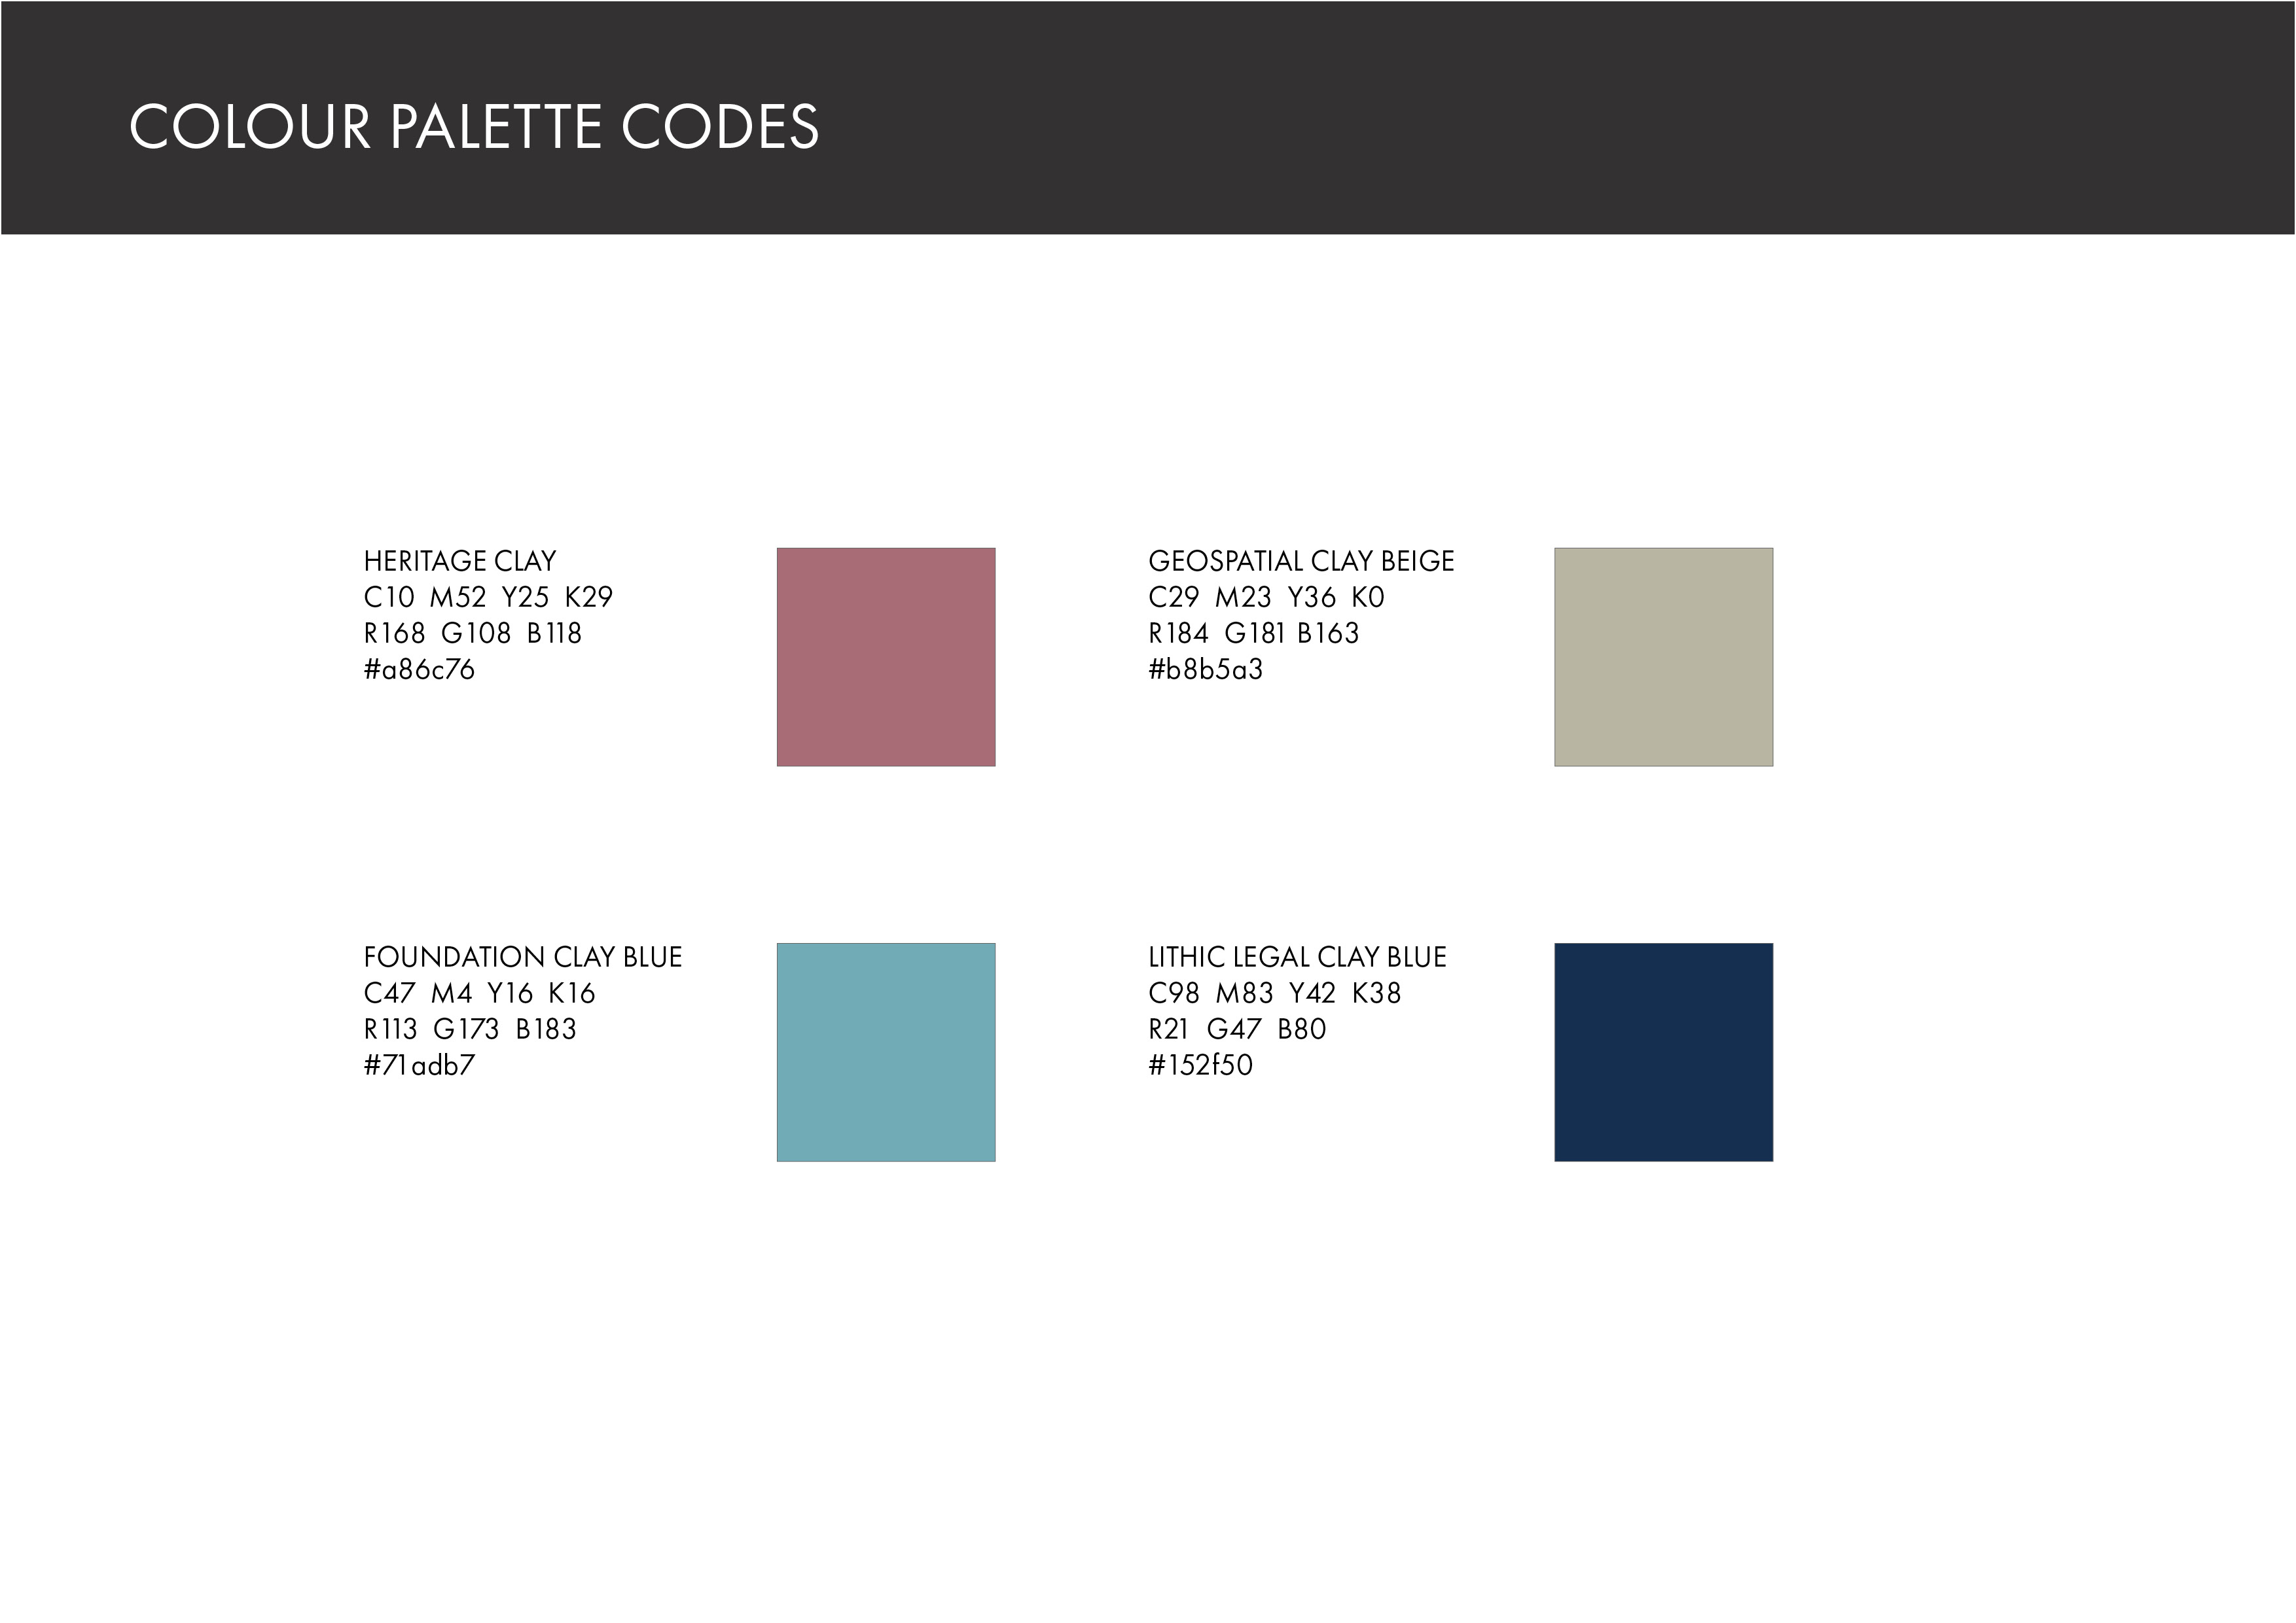 COLOUR PALETTE CODES
HERITAGE CLAY
C10 M52 Y25 K29
R168 G108 B118
#a86c76
GEOSPATIAL CLAY BEIGE
C29 M23 Y36 K0
R184 G181 B163
#b8b5a3
FOUNDATION CLAY BLUE
C47 M4 Y16 K16
R113 G173 B183
#71adb7
LITHIC LEGAL CLAY BLUE
C98 M83 Y42 K38
R21 G47 B80
#152f50